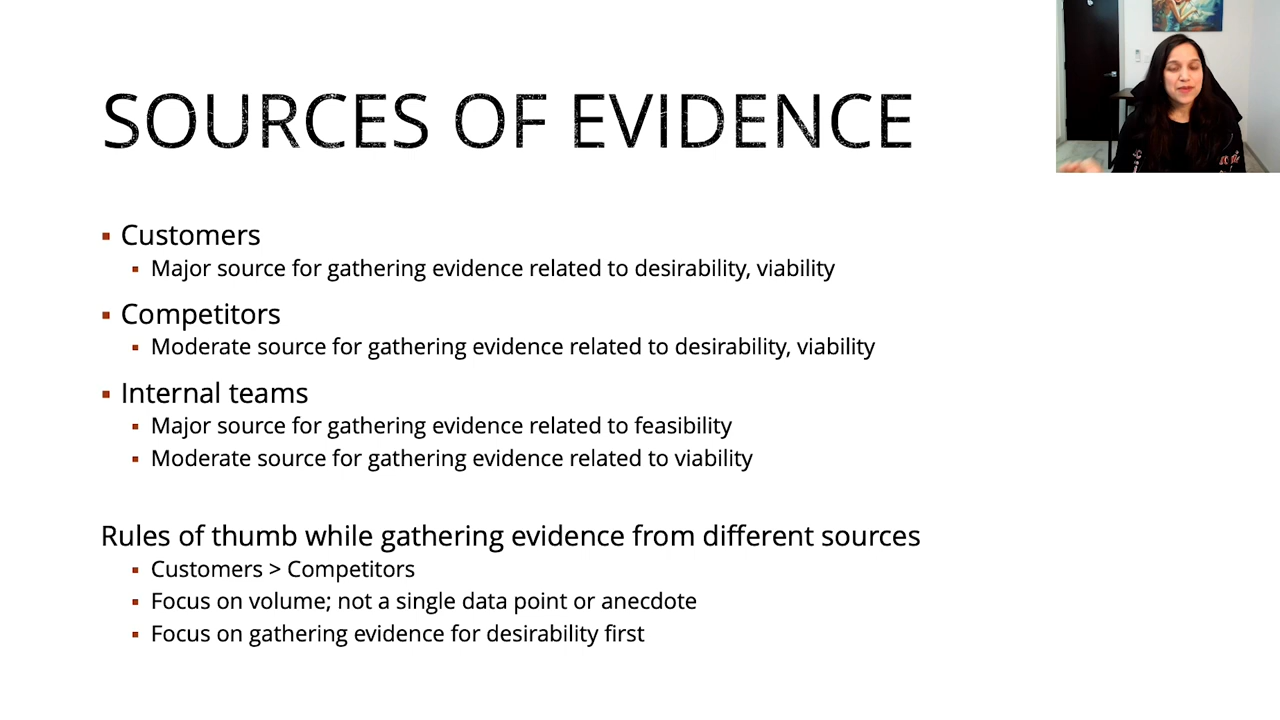 SOURCES OF EVIDENCE
▪ Customers
▪ Major source for gathering evidence related to desirability, viability
▪ Competitors
▪ Moderate source for gathering evidence related to desirability, viability
▪ Internal teams
▪ Major source for gathering evidence related to feasibility
▪ Moderate source for gathering evidence related to viability
Rules of thumb while gathering evidence from different sources
▪ Customers > Competitors
▪ Focus on volume; not a single data point or anecdote
▪ Focus on gathering evidence for desirability first